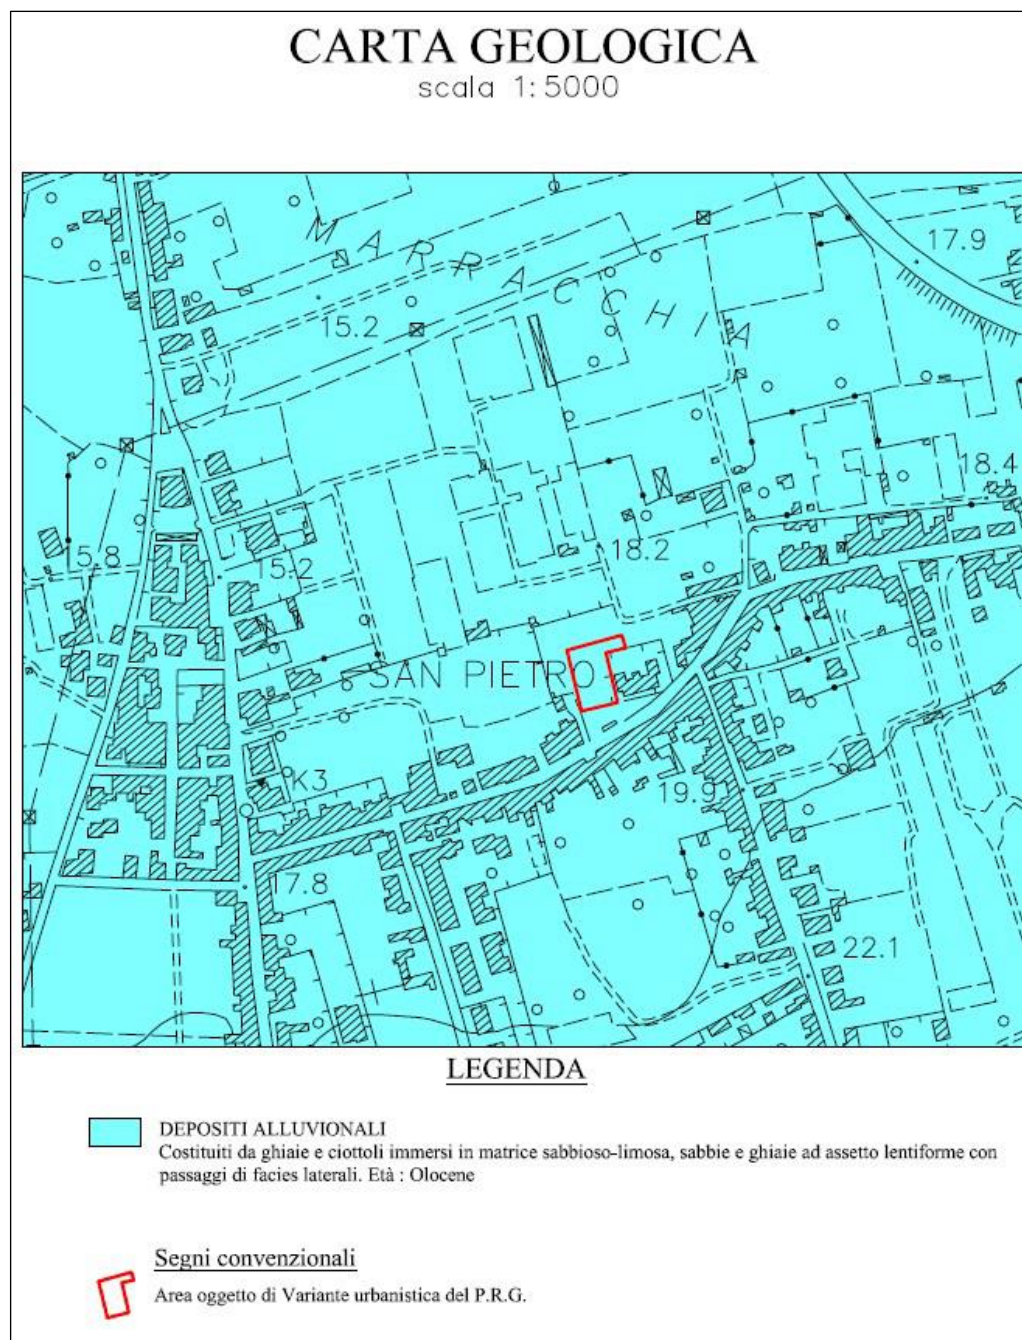 CARTA GEOLOGICA
scala 1:5000
MARRACCHIA
17.9
15.2
18.4
15.8
15.2
18.2
SAN PIETRO
K3
19.9
17.8
22.1
LEGENDA
DEPOSITI ALLUVIONALI
Costituiti da ghiaie e ciottoli immersi in matrice sabbioso-limosa, sabbie e ghiaie ad assetto lentiforme con
passaggi di facies laterali. Età : Olocene
Segni convenzionali
Area oggetto di Variante urbanistica del P.R.G.